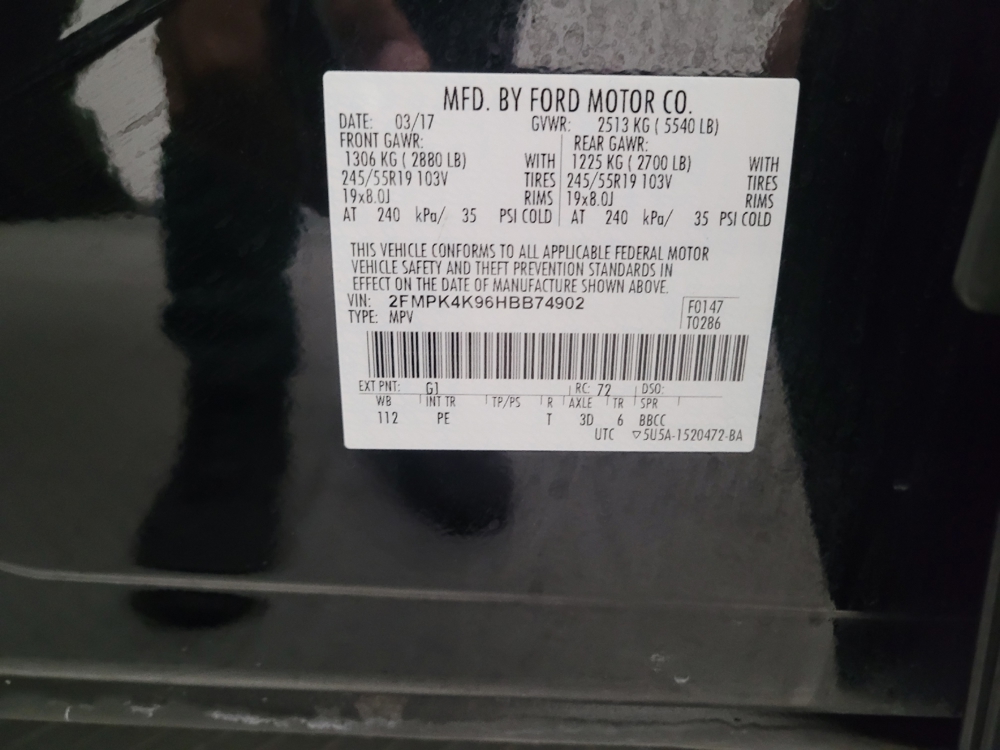 MFD. BY FORD MOTOR CO.
DATE: 03/17 GVWR: 2513 KG ( 5540 LB)
FRONT GAWR: REAR GAWR:
1306 KG ( 2880 LB) WITH 1225 KG ( 2700 LB) WITH
245/55R19 103V TIRES 245/55R19 103V TIRES
19x8.0J RIMS 19x8.0J RIMS
AT 240 kPa/ 35 PSI COLD AT 240 kPa/ 35 PSI COLD
THIS VEHICLE CONFORMS TO ALL APPLICABLE FEDERAL MOTOR
VEHICLE SAFETY AND THEFT PREVENTION STANDARDS IN
EFFECT ON THE DATE OF MANUFACTURE SHOWN ABOVE.
VIN: 2FMPK4K96HBB74902 F0147
TYPE: MPV T0286
EXT PNT: G1 RC: 72 DSO:
WB INT TR TP/PS R AXLE TR SPR
112 PE T 3D 6 BBCC
UTC ▽5U5A-1520472-BA